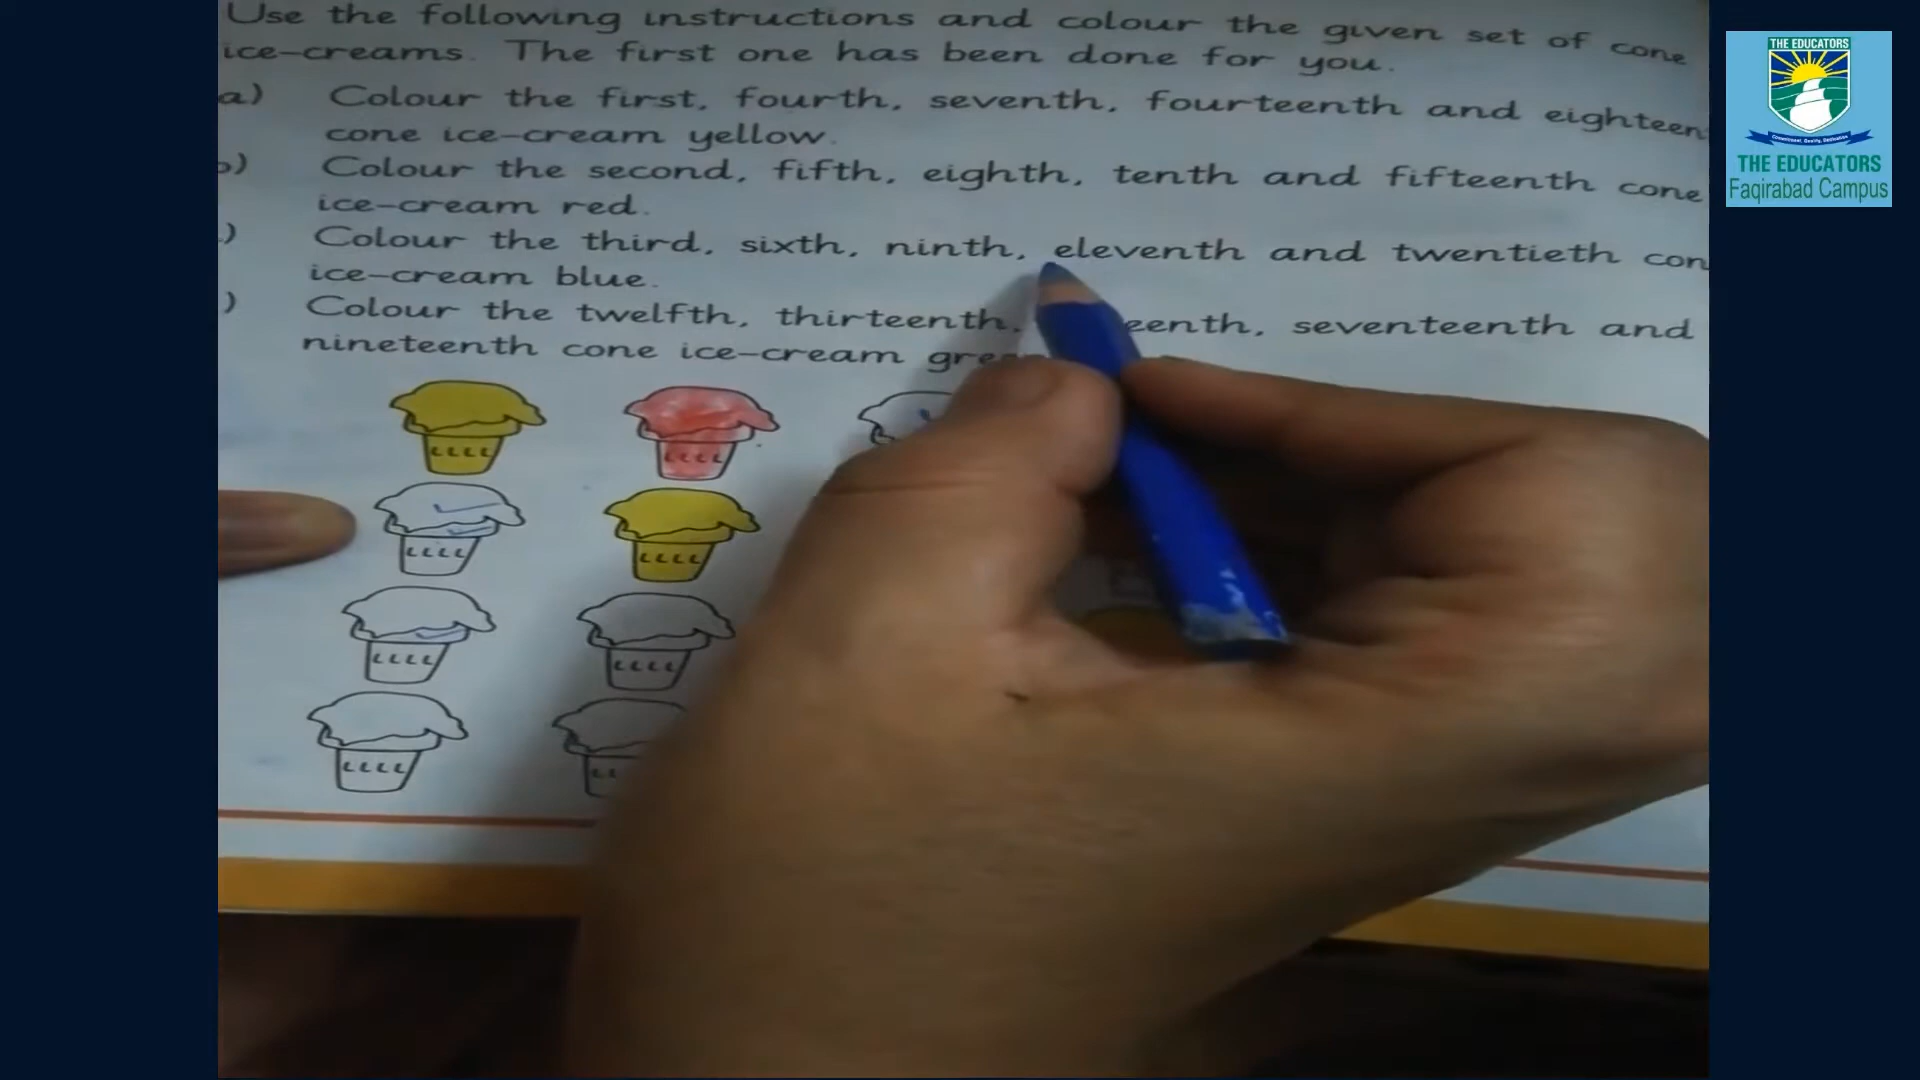 Use the following instructions and colour the given set of cone
ice-creams. The first one has been done for you.
a) Colour the first, fourth, seventh, fourteenth and eighteen
cone ice-cream yellow.
) Colour the second, fifth, eighth, tenth and fifteenth cone
ice-cream red.
) Colour the third, sixth, ninth, eleventh and twentieth con
ice-cream blue.
) Colour the twelfth, thirteenth, eenth, seventeenth and
nineteenth cone ice-cream gre
THE EDUCATORS
THE EDUCATORS
Faqirabad Campus